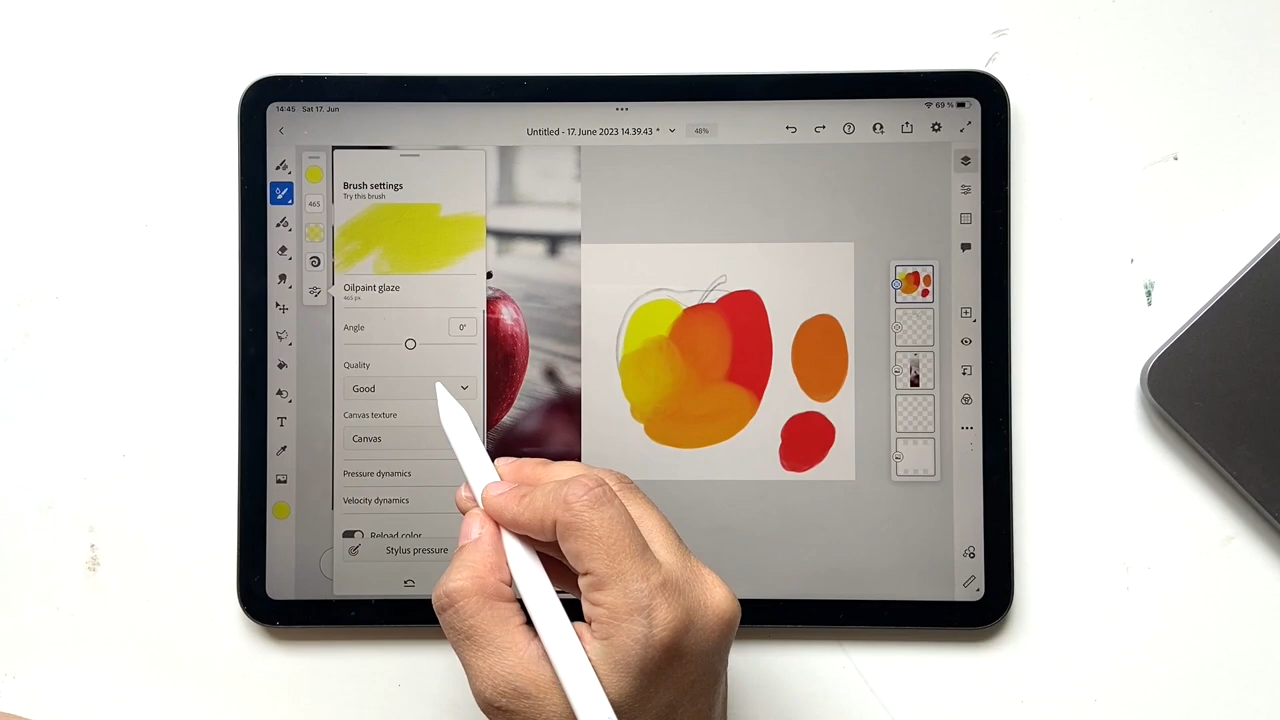 14:45 Sat 17. Jun
69 %
Untitled - 17. June 2023 14.39.43 *
48%
465
Brush settings
Try this brush
Oilpaint glaze
465 px
Angle
0°
Quality
Good
Canvas texture
Canvas
Pressure dynamics
Velocity dynamics
Reload color
Stylus pressure
T